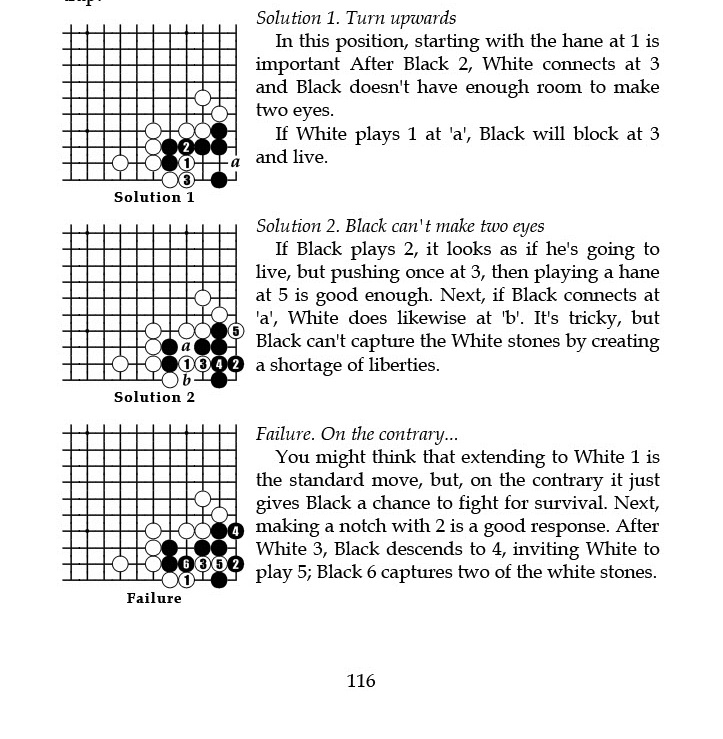 Solution 1. Turn upwards
In this position, starting with the hane at 1 is
important After Black 2, White connects at 3
and Black doesn't have enough room to make
two eyes.
If White plays 1 at 'a', Black will block at 3
and live.
2
1
a
3
Solution 1
Solution 2. Black can't make two eyes
If Black plays 2, it looks as if he's going to
live, but pushing once at 3, then playing a hane
at 5 is good enough. Next, if Black connects at
'a', White does likewise at 'b'. It's tricky, but
Black can't capture the White stones by creating
a shortage of liberties.
5
a
1 3 4 2
b
Solution 2
Failure. On the contrary...
You might think that extending to White 1 is
the standard move, but, on the contrary it just
gives Black a chance to fight for survival. Next,
making a notch with 2 is a good response. After
White 3, Black descends to 4, inviting White to
play 5; Black 6 captures two of the white stones.
4
6 3 5 2
1
Failure
116